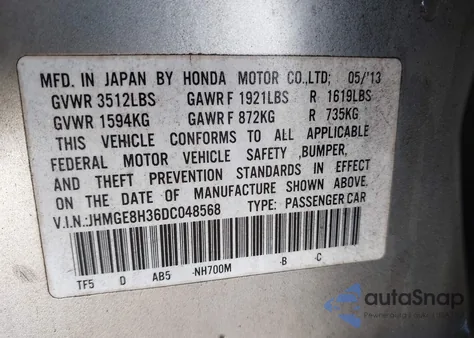 MFD. IN JAPAN BY HONDA MOTOR CO.,LTD; 05/'13
GVWR 3512LBS GAWR F 1921LBS R 1619LBS
GVWR 1594KG GAWR F 872KG R 735KG
THIS VEHICLE CONFORMS TO ALL APPLICABLE
FEDERAL MOTOR VEHICLE SAFETY ,BUMPER,
AND THEFT PREVENTION STANDARDS IN EFFECT
ON THE DATE OF MANUFACTURE SHOWN ABOVE.
V.I.N.:JHMGE8H36DC048568 TYPE: PASSENGER CAR
TF5 D AB5 -NH700M -B -C
autoSnap